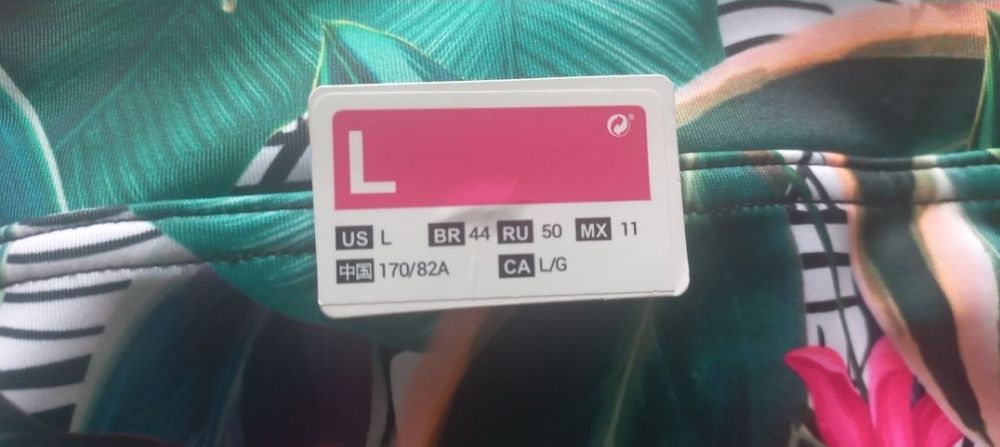 L
US L BR 44 RU 50 MX 11
中国 170/82A CA L/G